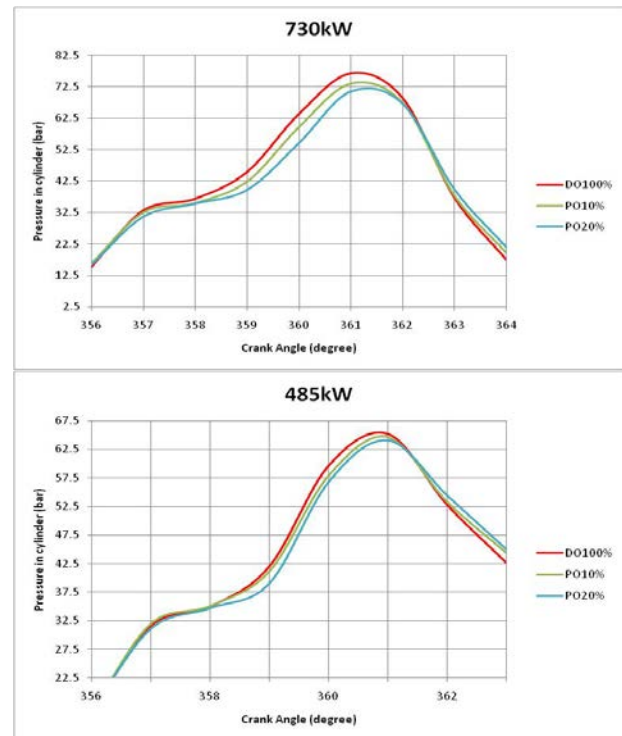 730kW
Pressure in cylinder (bar)
82.5
72.5
62.5
52.5
42.5
32.5
22.5
12.5
2.5
356 357 358 359 360 361 362 363 364
Crank Angle (degree)
DO100%
PO10%
PO20%
485kW
Pressure in cylinder (bar)
67.5
62.5
57.5
52.5
47.5
42.5
37.5
32.5
27.5
22.5
356 358 360 362
Crank Angle (degree)
DO100%
PO10%
PO20%